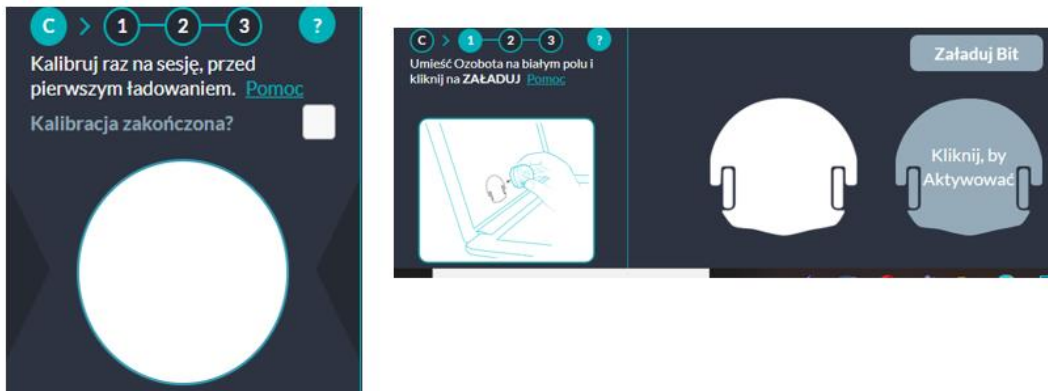 C > 1 2 3 ?
Kalibruj raz na sesję, przed
pierwszym ładowaniem. Pomoc
Kalibracja zakończona?
C > 1 2 3 ?
Umieść Ozobota na białym polu i
kliknij na ZAŁADUJ Pomoc
Załaduj Bit
Kliknij, by
Aktywować